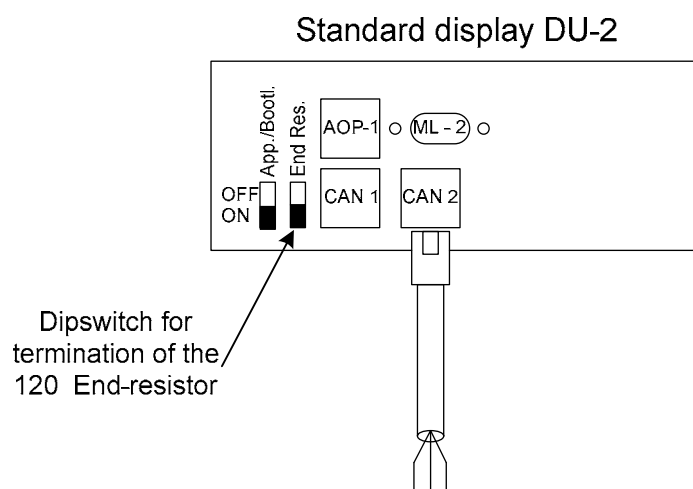 Standard display DU-2
App./Bootl.
End Res.
AOP-1
ML - 2
OFF
ON
CAN 1
CAN 2
Dipswitch for
termination of the
120 End-resistor